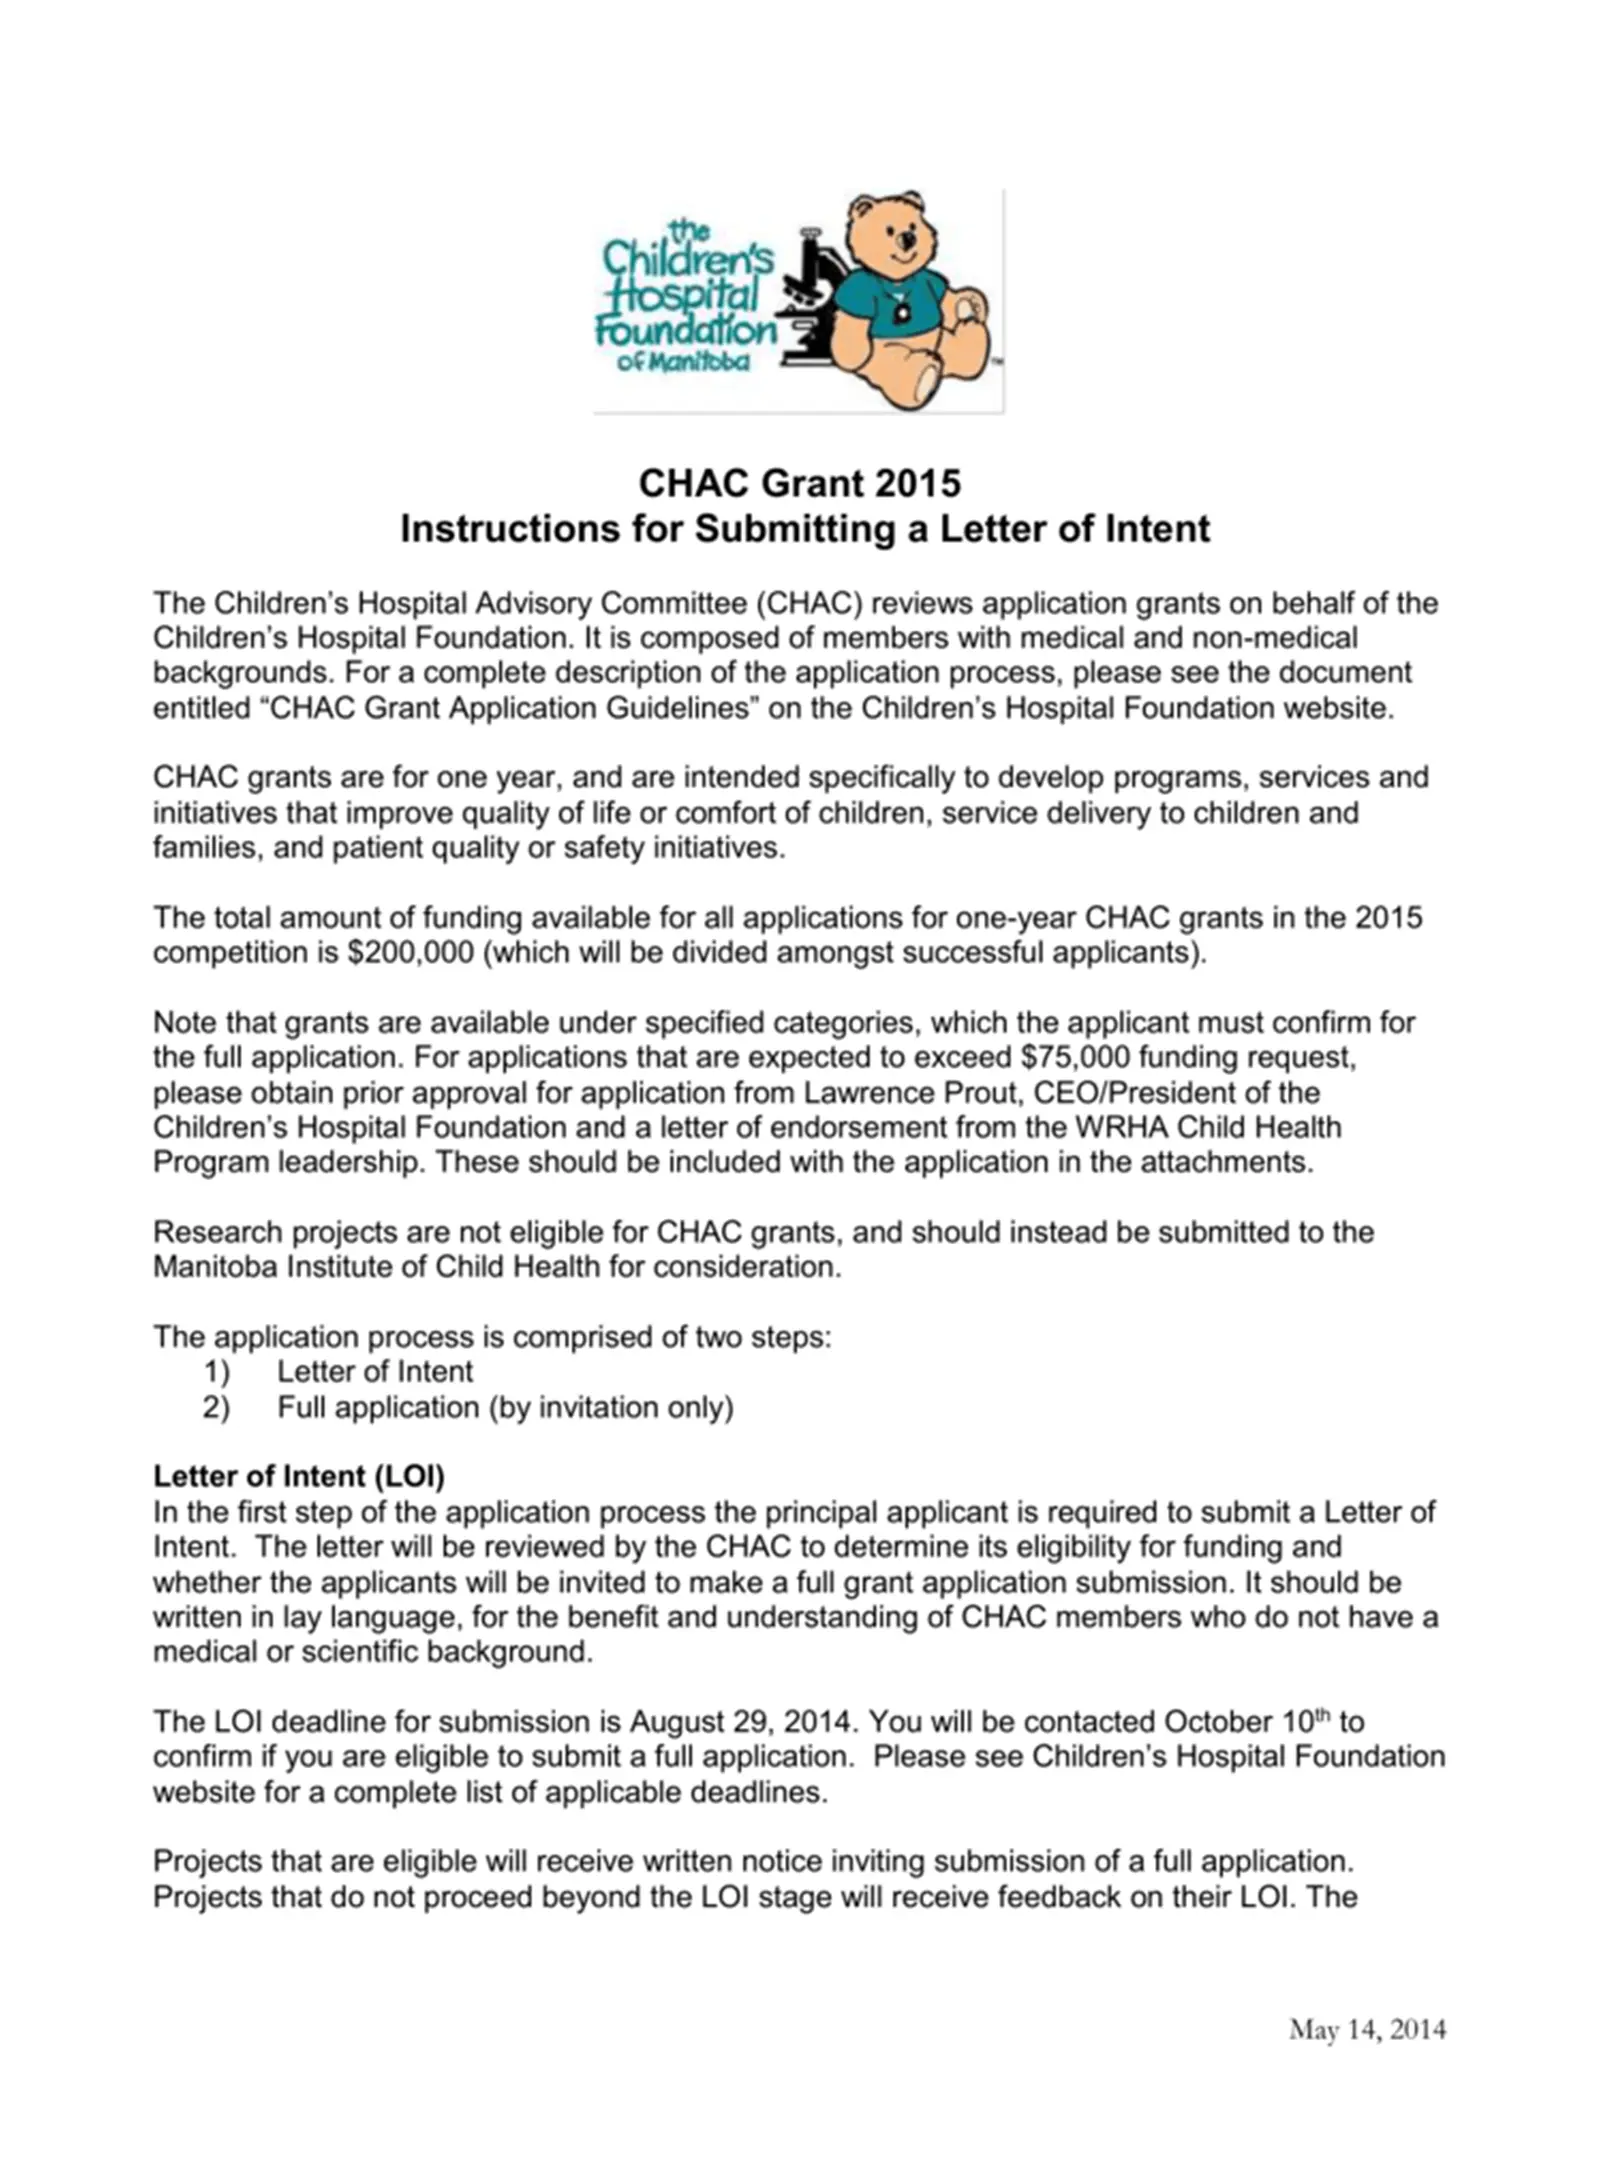 the
Children's
Hospital
Foundation
of Manitoba
TM
CHAC Grant 2015
Instructions for Submitting a Letter of Intent
The Children's Hospital Advisory Committee (CHAC) reviews application grants on behalf of the
Children's Hospital Foundation. It is composed of members with medical and non-medical
backgrounds. For a complete description of the application process, please see the document
entitled “CHAC Grant Application Guidelines” on the Children's Hospital Foundation website.
CHAC grants are for one year, and are intended specifically to develop programs, services and
initiatives that improve quality of life or comfort of children, service delivery to children and
families, and patient quality or safety initiatives.
The total amount of funding available for all applications for one-year CHAC grants in the 2015
competition is $200,000 (which will be divided amongst successful applicants).
Note that grants are available under specified categories, which the applicant must confirm for
the full application. For applications that are expected to exceed $75,000 funding request,
please obtain prior approval for application from Lawrence Prout, CEO/President of the
Children's Hospital Foundation and a letter of endorsement from the WRHA Child Health
Program leadership. These should be included with the application in the attachments.
Research projects are not eligible for CHAC grants, and should instead be submitted to the
Manitoba Institute of Child Health for consideration.
The application process is comprised of two steps:
1) Letter of Intent
2) Full application (by invitation only)
Letter of Intent (LOI)
In the first step of the application process the principal applicant is required to submit a Letter of
Intent. The letter will be reviewed by the CHAC to determine its eligibility for funding and
whether the applicants will be invited to make a full grant application submission. It should be
written in lay language, for the benefit and understanding of CHAC members who do not have a
medical or scientific background.
The LOI deadline for submission is August 29, 2014. You will be contacted October 10th to
confirm if you are eligible to submit a full application. Please see Children's Hospital Foundation
website for a complete list of applicable deadlines.
Projects that are eligible will receive written notice inviting submission of a full application.
Projects that do not proceed beyond the LOI stage will receive feedback on their LOI. The
May 14, 2014